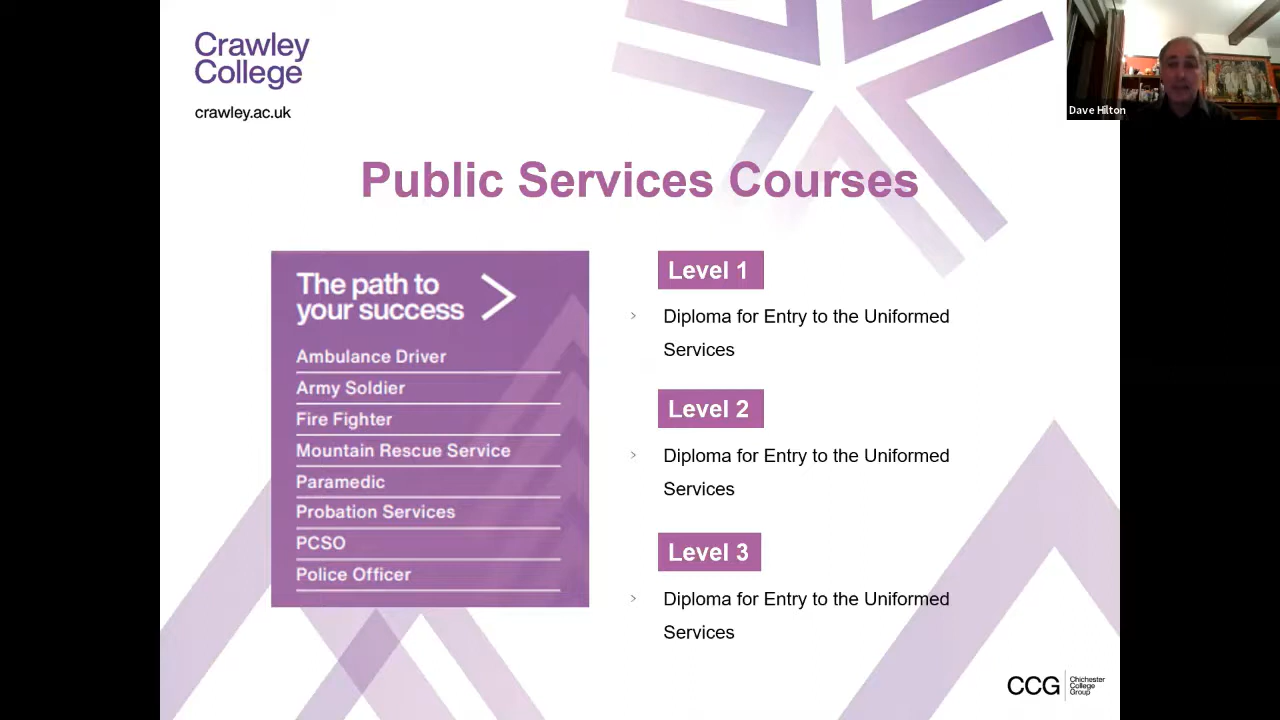 Crawley
College
crawley.ac.uk
Dave Hilton
Public Services Courses
The path to
your success
Ambulance Driver
Army Soldier
Fire Fighter
Mountain Rescue Service
Paramedic
Probation Services
PCSO
Police Officer
Level 1
Diploma for Entry to the Uniformed
Services
Level 2
Diploma for Entry to the Uniformed
Services
Level 3
Diploma for Entry to the Uniformed
Services
CCG
Chichester
College
Group